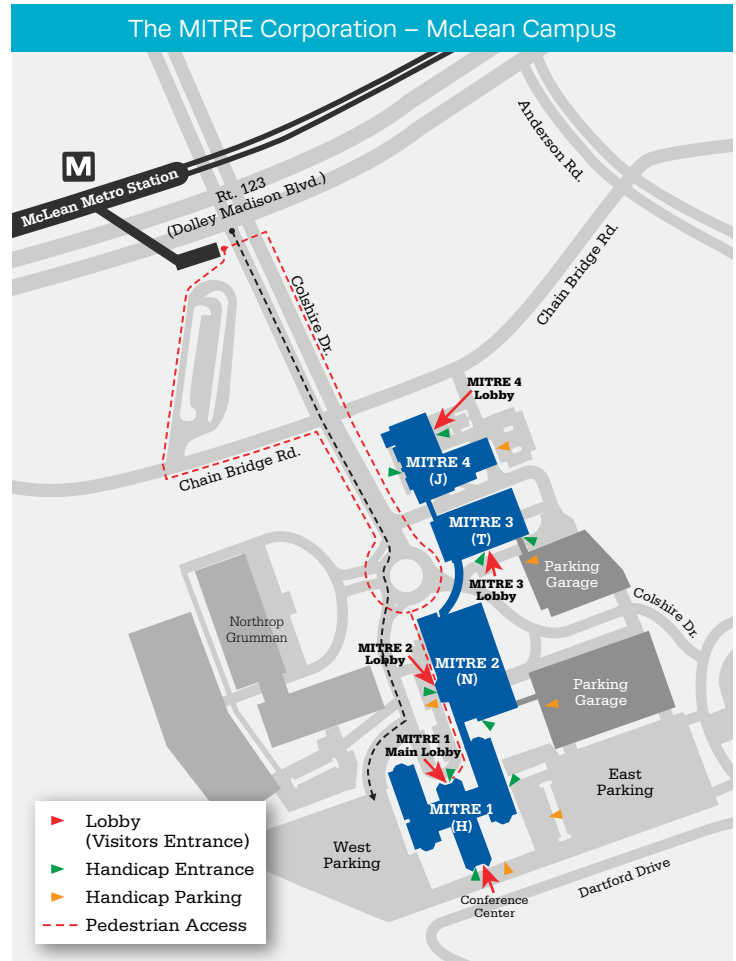 The MITRE Corporation – McLean Campus
M
McLean Metro Station
Rt. 123
(Dolley Madison Blvd.)
Anderson Rd.
Chain Bridge Rd.
Colshire Dr.
MITRE 4
Lobby
Chain Bridge Rd.
MITRE 4
(J)
MITRE 3
(T)
MITRE 3
Lobby
Parking
Garage
Colshire Dr.
Northrop
Grumman
MITRE 2
Lobby
MITRE 2
(N)
Parking
Garage
MITRE 1
Main Lobby
East
Parking
MITRE 1
(H)
West
Parking
Conference
Center
Dartford Drive
Lobby
(Visitors Entrance)
Handicap Entrance
Handicap Parking
Pedestrian Access